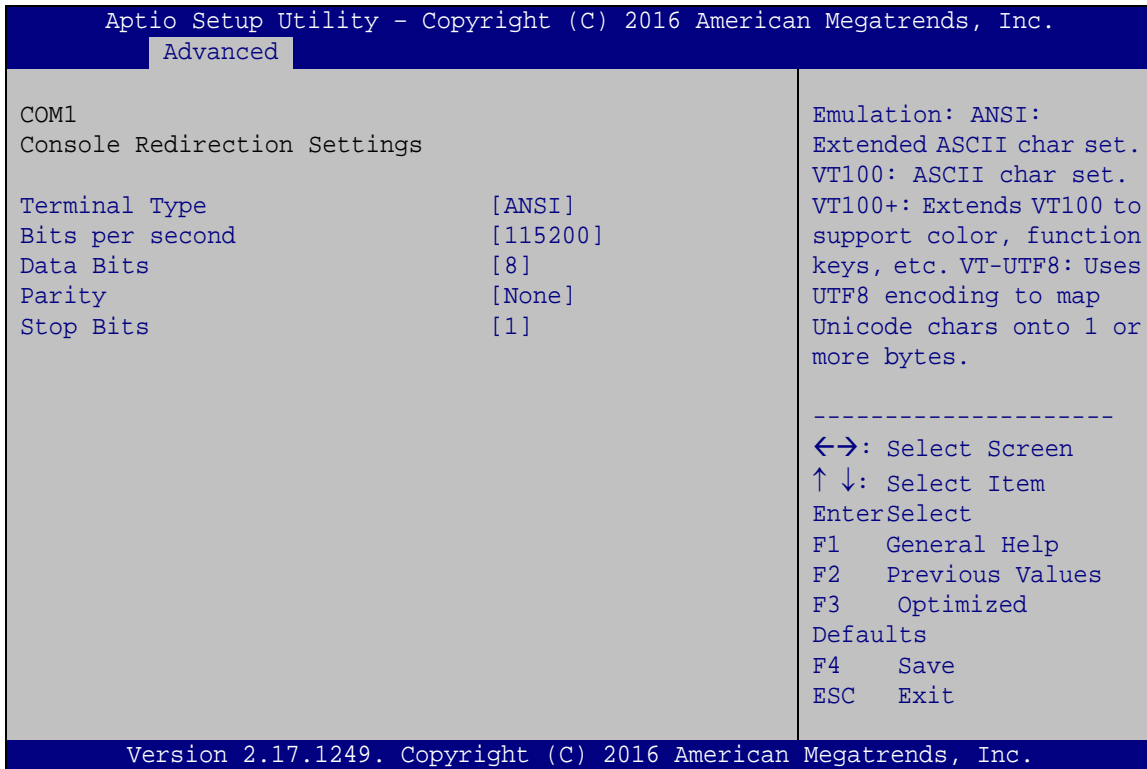 Aptio Setup Utility – Copyright (C) 2016 American Megatrends, Inc.
Advanced
COM1
Console Redirection Settings
Terminal Type [ANSI]
Bits per second [115200]
Data Bits [8]
Parity [None]
Stop Bits [1]
Emulation: ANSI:
Extended ASCII char set.
VT100: ASCII char set.
VT100+: Extends VT100 to
support color, function
keys, etc. VT-UTF8: Uses
UTF8 encoding to map
Unicode chars onto 1 or
more bytes.
---------------------
←→: Select Screen
↑ ↓: Select Item
EnterSelect
F1 General Help
F2 Previous Values
F3 Optimized
Defaults
F4 Save
ESC Exit
Version 2.17.1249. Copyright (C) 2016 American Megatrends, Inc.